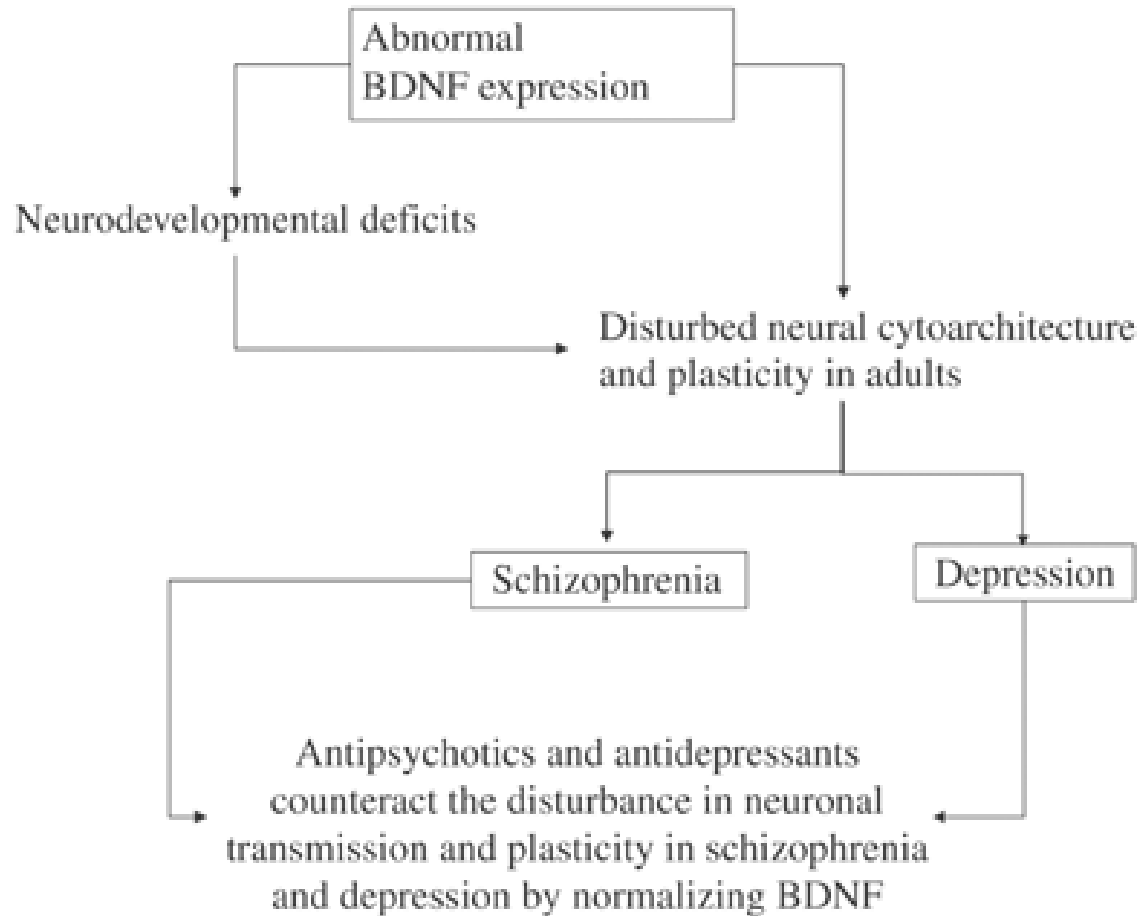 Abnormal
BDNF expression
Neurodevelopmental deficits
Disturbed neural cytoarchitecture
and plasticity in adults
Schizophrenia
Depression
Antipsychotics and antidepressants
counteract the disturbance in neuronal
transmission and plasticity in schizophrenia
and depression by normalizing BDNF